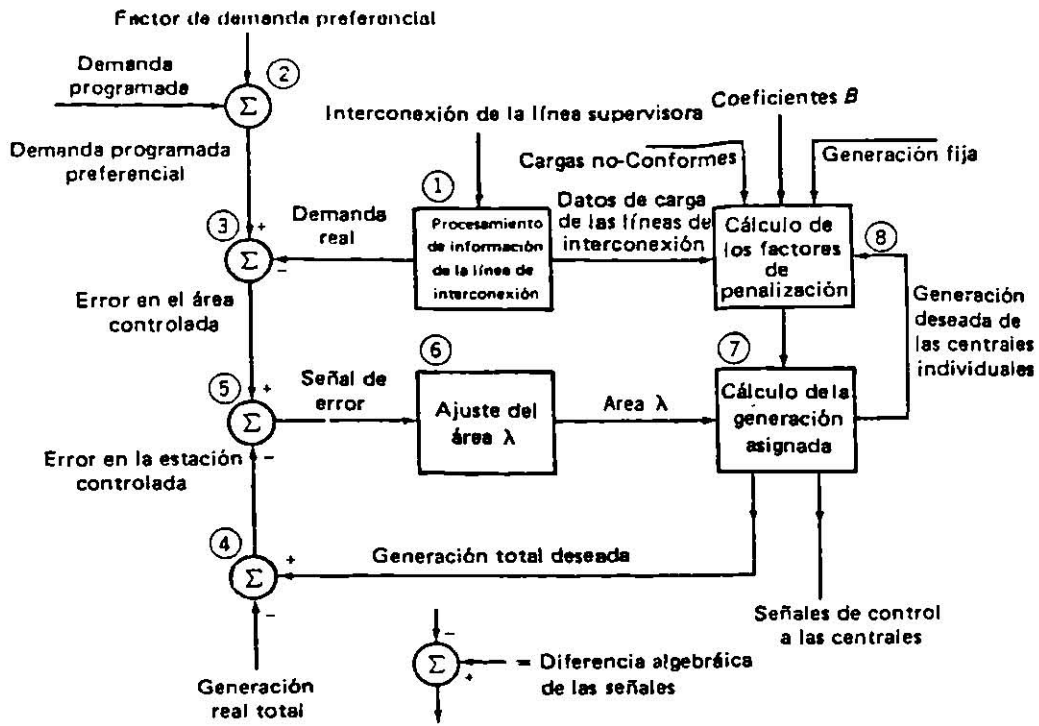 Factor de demanda preferencial
Demanda
programada
2
Σ
Interconexión de la línea supervisora
Coeficientes B
Demanda programada
preferencial
Cargas no-Conformes
Generación fija
1
3
+
Σ
-
Demanda
real
Procesamiento
de información
de la línea de
interconexión
Datos de carga
de las líneas de
interconexión
Cálculo de
los factores
de
penalización
8
Error en el área
controlada
Generación
deseada de
las centrales
individuales
5
+
Σ
-
Señal de
error
6
Ajuste del
área λ
Area λ
7
Cálculo de la
generación
asignada
Error en la estación
controlada
4
+
Σ
-
Generación total deseada
Señales de control
a las centrales
Generación
real total
-
Σ
+
= Diferencia algebráica
de las señales